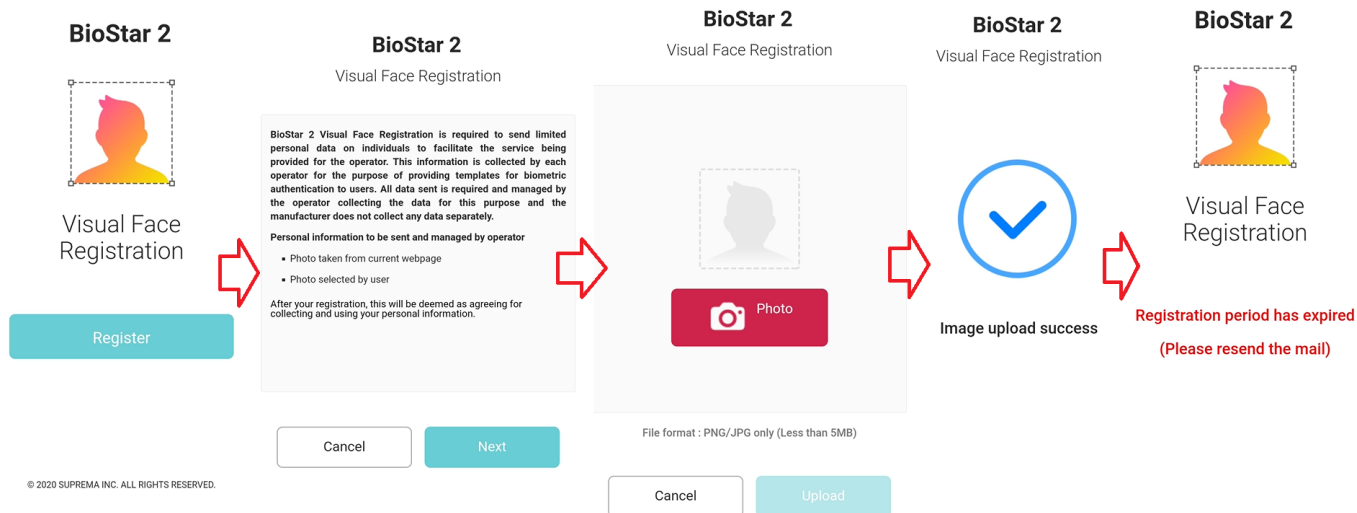 BioStar 2
Visual Face
Registration
Register
© 2020 SUPREMA INC. ALL RIGHTS RESERVED.
BioStar 2
Visual Face Registration
BioStar 2 Visual Face Registration is required to send limited
personal data on individuals to facilitate the service being
provided for the operator. This information is collected by each
operator for the purpose of providing templates for biometric
authentication to users. All data sent is required and managed by
the operator collecting the data for this purpose and the
manufacturer does not collect any data separately.
Personal information to be sent and managed by operator
▪ Photo taken from current webpage
▪ Photo selected by user
After your registration, this will be deemed as agreeing for
collecting and using your personal information.
Cancel
Next
BioStar 2
Visual Face Registration
Photo
File format : PNG/JPG only (Less than 5MB)
Cancel
Upload
BioStar 2
Visual Face Registration
Image upload success
BioStar 2
Visual Face
Registration
Registration period has expired
(Please resend the mail)